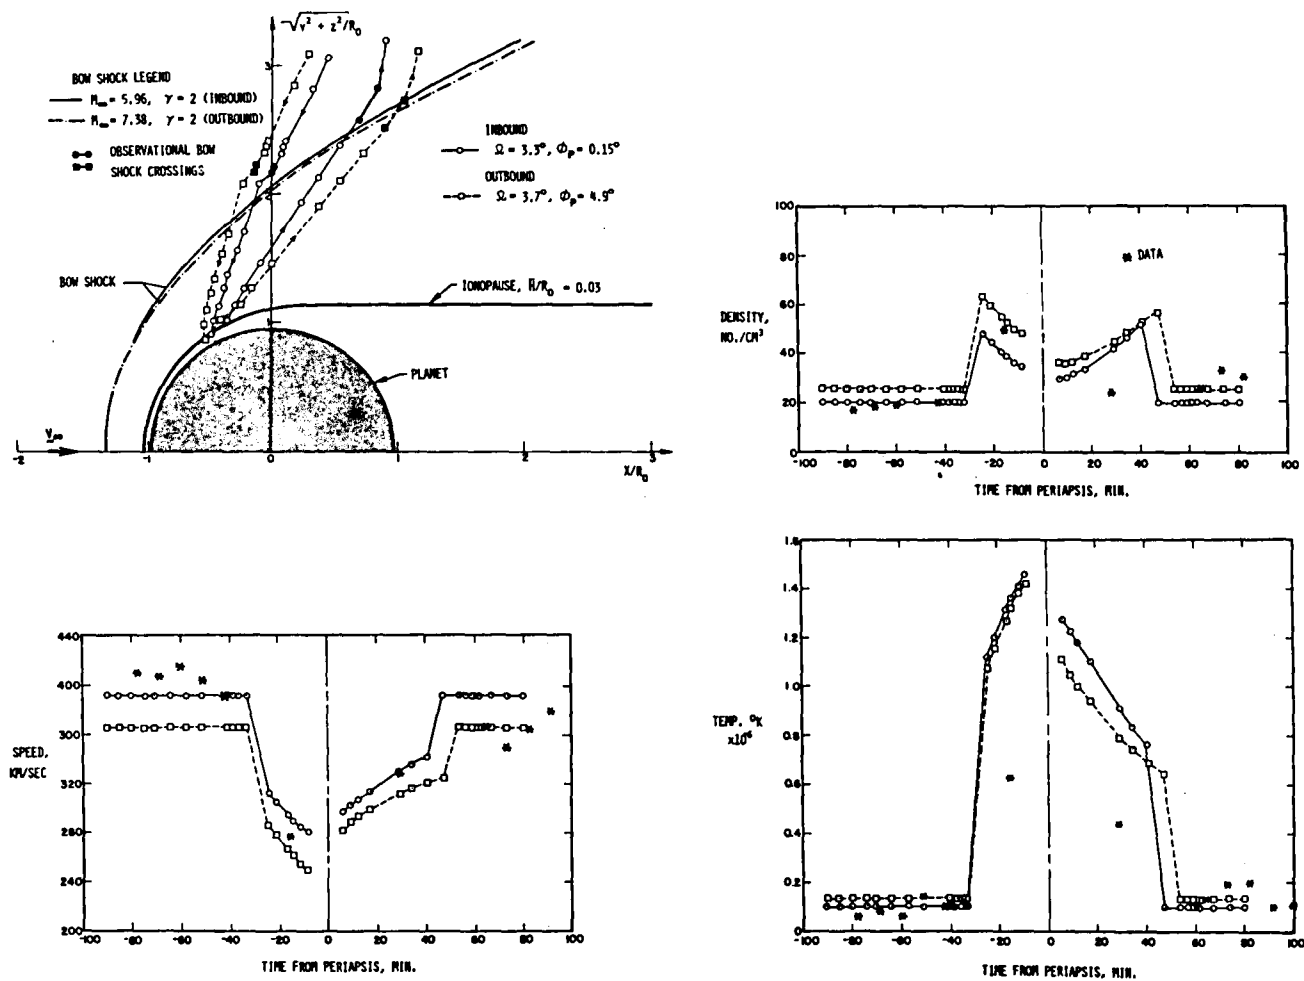 √y² + z²/R₀
BOW SHOCK LEGEND
M∞ = 5.96, γ = 2 (INBOUND)
M∞ = 7.38, γ = 2 (OUTBOUND)
OBSERVATIONAL BOW
SHOCK CROSSINGS
INBOUND
Ω = 3.3°, Φp = 0.15°
OUTBOUND
Ω = 3.7°, Φp = 4.9°
3
2
1
BOW SHOCK
IONOPAUSE, H̄/R₀ = 0.03
PLANET
V∞
-2 -1 0 1 2 3
X/R₀
100
80
60
40
20
0
DENSITY,
NO./CM³
* DATA
-100 -80 -60 -40 -20 0 20 40 60 80 100
TIME FROM PERIAPSIS, MIN.
440
400
360
320
280
240
200
SPEED,
KM/SEC
-100 -80 -60 -40 -20 0 20 40 60 80 100
TIME FROM PERIAPSIS, MIN.
1.6
1.4
1.2
1.0
0.8
0.6
0.4
0.2
0
TEMP. °K
-100 -80 -60 -40 -20 0 20 40 60 80 100
TIME FROM PERIAPSIS, MIN.